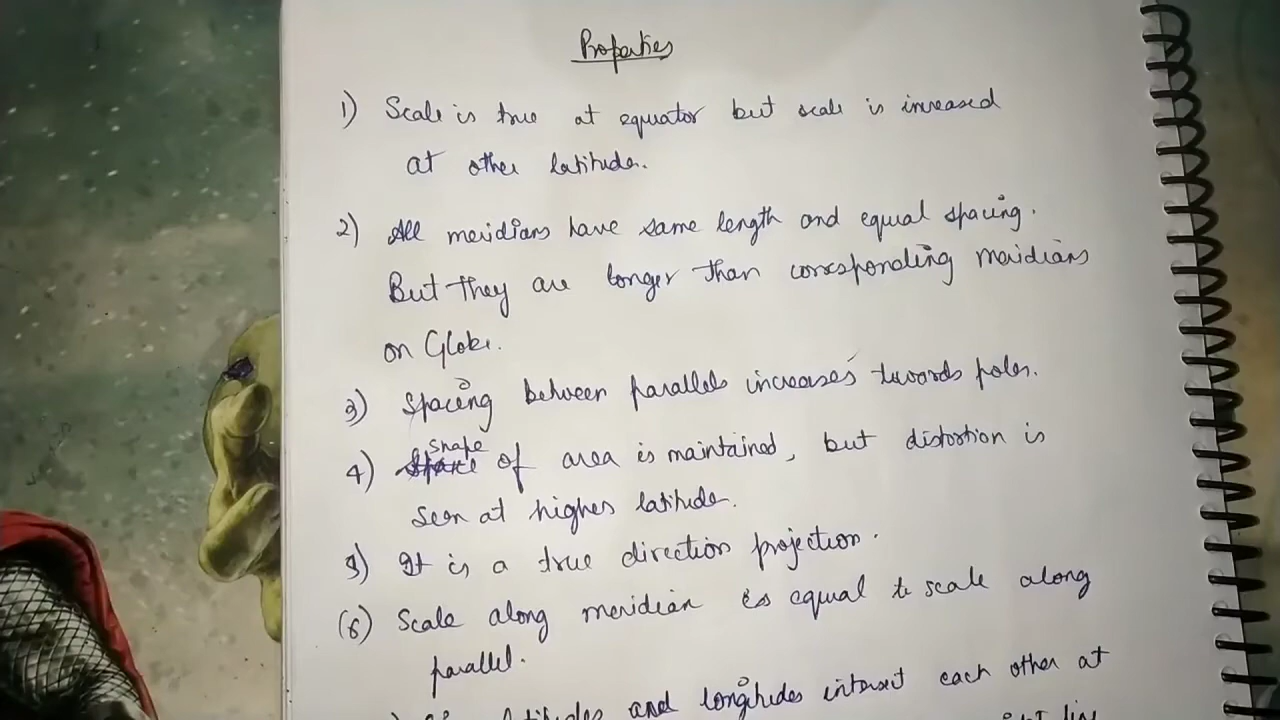 Properties
1) Scale is true at equator but scale is increased
at other latitude.
2) All meridians have same length and equal spacing.
But they are longer than corresponding meridians
on Globe.
3) Spacing between parallels increases towords poles.
4) Shape of area is maintained, but distortion is
seen at higher latitude.
5) It is a true direction projection.
(6) Scale along meridian is equal to scale along
parallel.
and longitudes intersect each other at